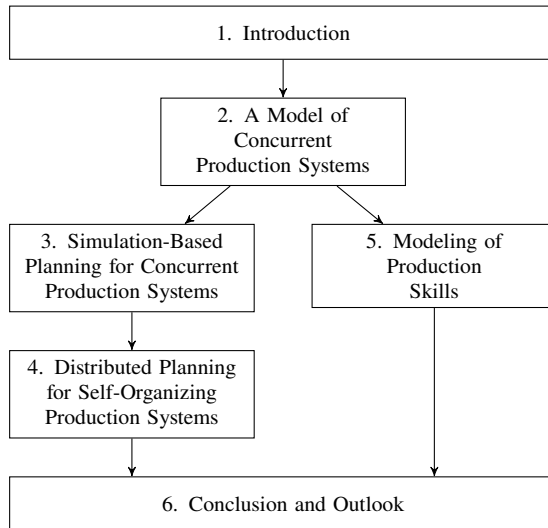 1. Introduction
2. A Model of
Concurrent
Production Systems
3. Simulation-Based
Planning for Concurrent
Production Systems
5. Modeling of
Production
Skills
4. Distributed Planning
for Self-Organizing
Production Systems
6. Conclusion and Outlook